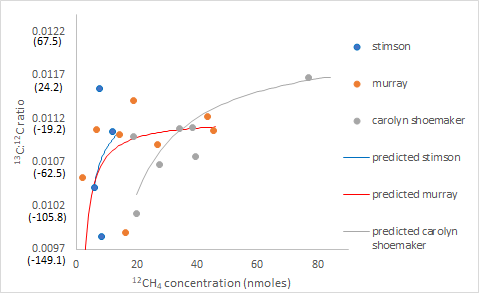 0.0122
(67.5)
0.0117
(24.2)
0.0112
(-19.2)
0.0107
(-62.5)
0.0102
(-105.8)
0.0097
(-149.1)
¹³C:¹²C ratio
0 20 40 60 80
¹²CH₄ concentration (nmoles)
stimson
murray
carolyn shoemaker
predicted stimson
predicted murray
predicted carolyn
shoemaker